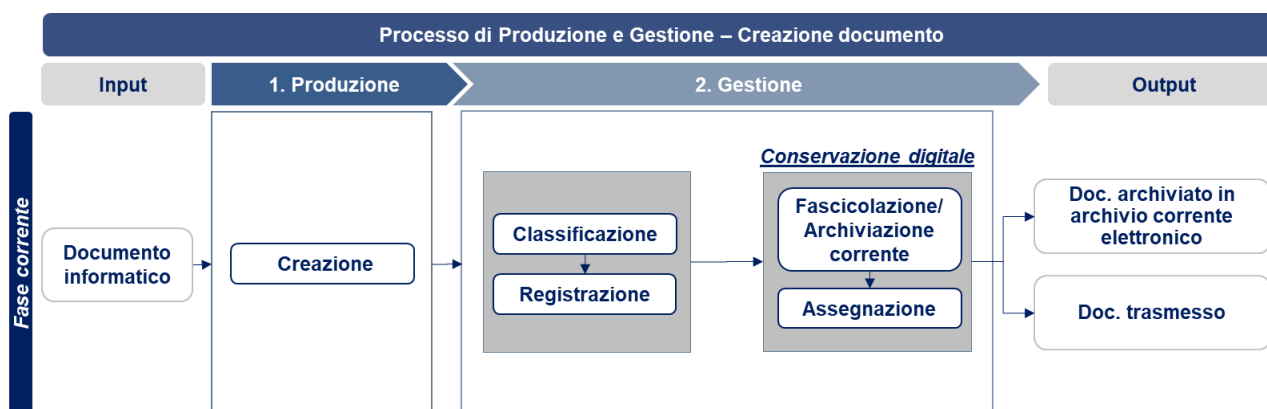 Processo di Produzione e Gestione – Creazione documento
Input
1. Produzione
2. Gestione
Output
Fase corrente
Documento
informatico
Creazione
Classificazione
Registrazione
Conservazione digitale
Fascicolazione/
Archiviazione
corrente
Assegnazione
Doc. archiviato in
archivio corrente
elettronico
Doc. trasmesso